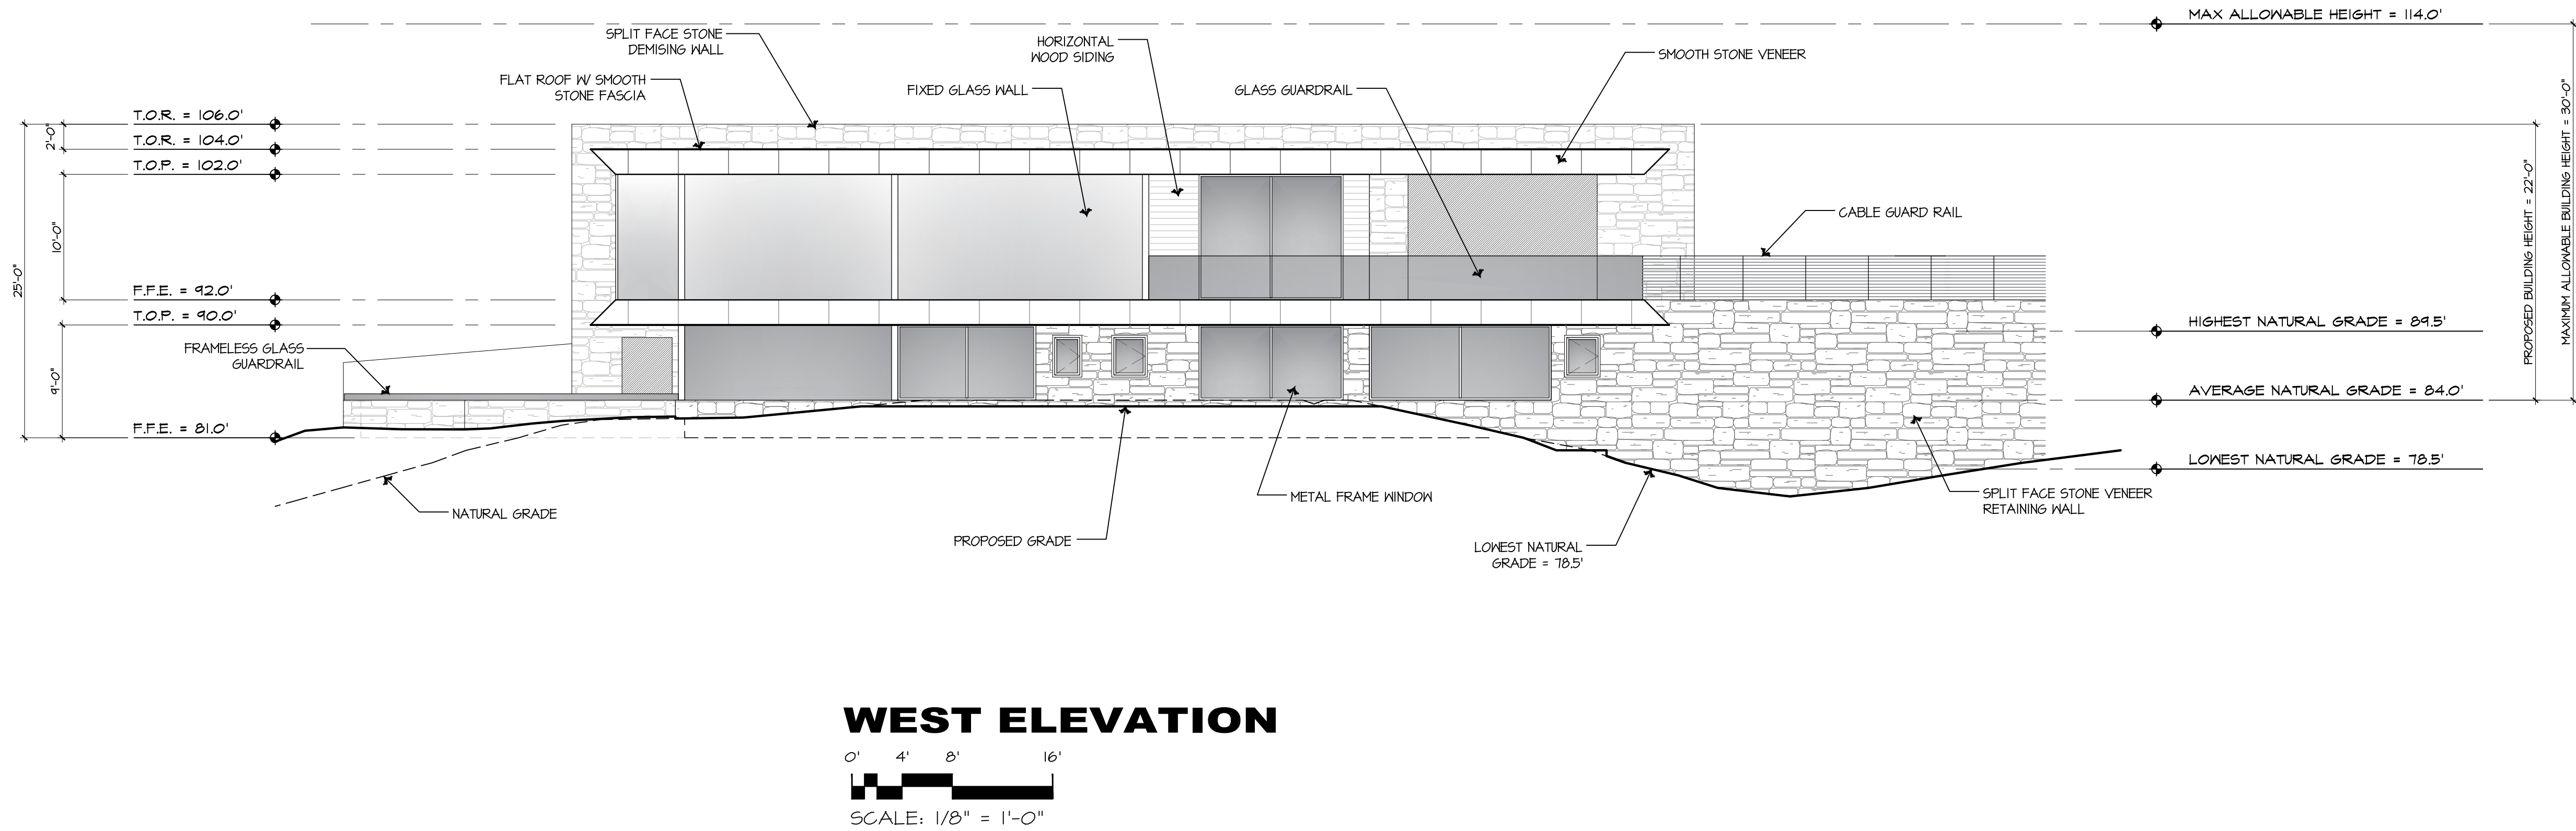 MAX ALLOWABLE HEIGHT = 114.0'
SPLIT FACE STONE
DEMISING WALL
HORIZONTAL
WOOD SIDING
SMOOTH STONE VENEER
FLAT ROOF W/ SMOOTH
STONE FASCIA
FIXED GLASS WALL
GLASS GUARDRAIL
T.O.R. = 106.0'
T.O.R. = 104.0'
T.O.P. = 102.0'
2'-0"
10'-0"
25'-0"
9'-0"
CABLE GUARD RAIL
PROPOSED BUILDING HEIGHT = 22'-0"
MAXIMUM ALLOWABLE BUILDING HEIGHT = 30'-0"
F.F.E. = 92.0'
T.O.P. = 90.0'
HIGHEST NATURAL GRADE = 89.5'
FRAMELESS GLASS
GUARDRAIL
AVERAGE NATURAL GRADE = 84.0'
F.F.E. = 81.0'
LOWEST NATURAL GRADE = 78.5'
METAL FRAME WINDOW
SPLIT FACE STONE VENEER
RETAINING WALL
NATURAL GRADE
PROPOSED GRADE
LOWEST NATURAL
GRADE = 78.5'
WEST ELEVATION
0' 4' 8' 16'
SCALE: 1/8" = 1'-0"